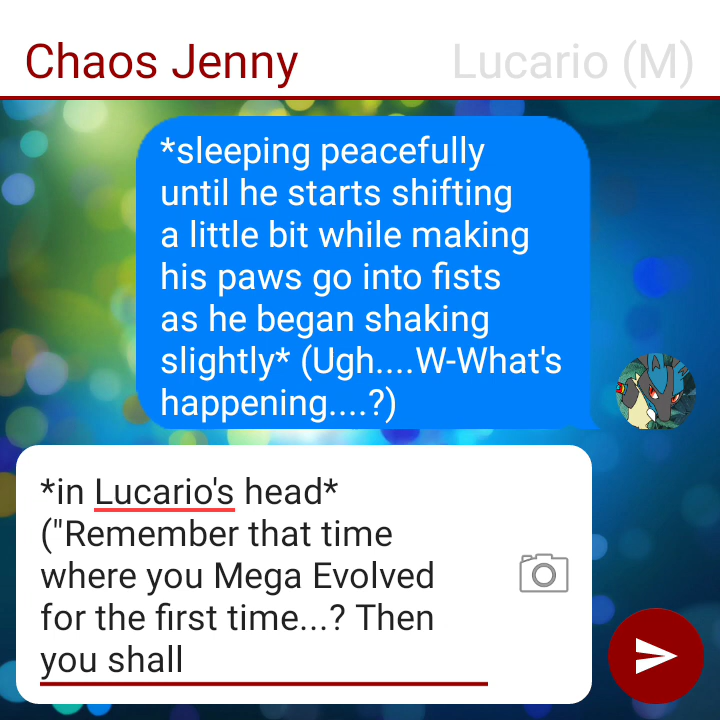 Chaos Jenny
Lucario (M)
*sleeping peacefully
until he starts shifting
a little bit while making
his paws go into fists
as he began shaking
slightly* (Ugh....W-What's
happening....?)
*in Lucario's head*
("Remember that time
where you Mega Evolved
for the first time...? Then
you shall